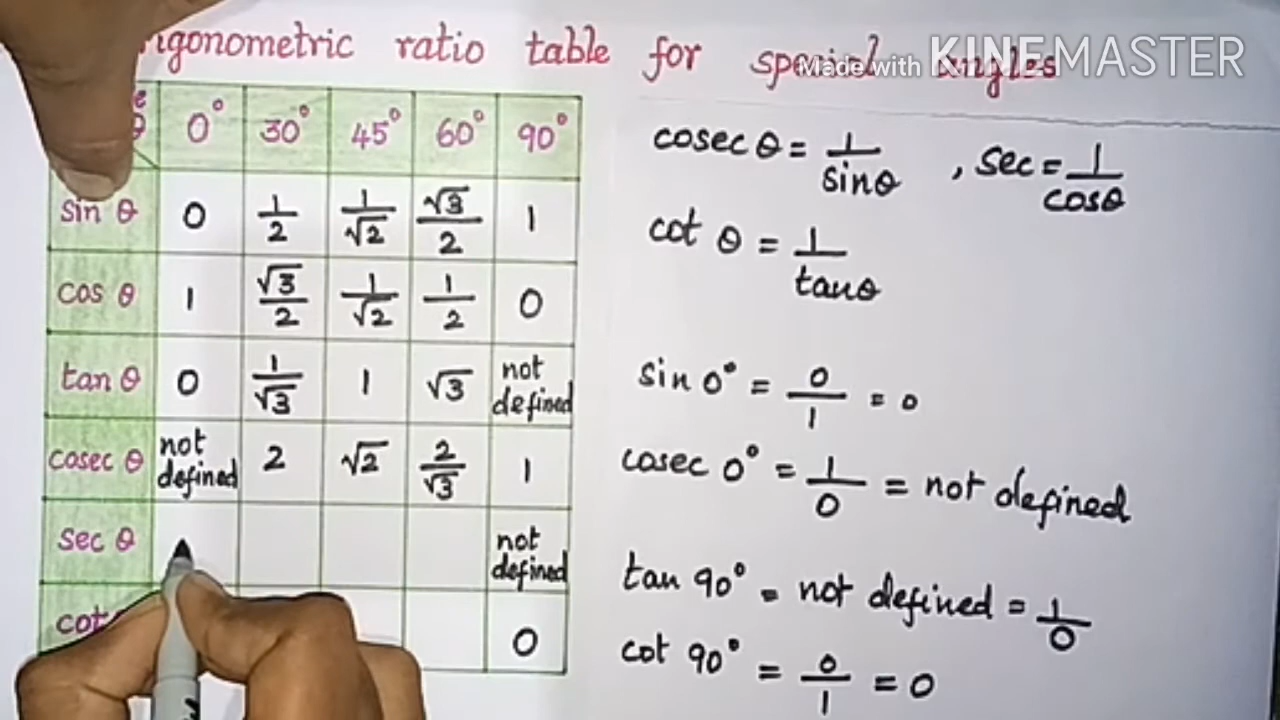 rigonometric ratio table for special angles
Made with KINEMASTER
θ 0° 30° 45° 60° 90°
sin θ 0 1/2 1/√2 √3/2 1
cos θ 1 √3/2 1/√2 1/2 0
tan θ 0 1/√3 1 √3 not defined
cosec θ not defined 2 √2 2/√3 1
sec θ not defined
cot 0
cosec θ = 1/sinθ , sec = 1/cosθ
cot θ = 1/tanθ
sin 0° = 0/1 = 0
cosec 0° = 1/0 = not defined
tan 90° = not defined = 1/0
cot 90° = 0/1 = 0